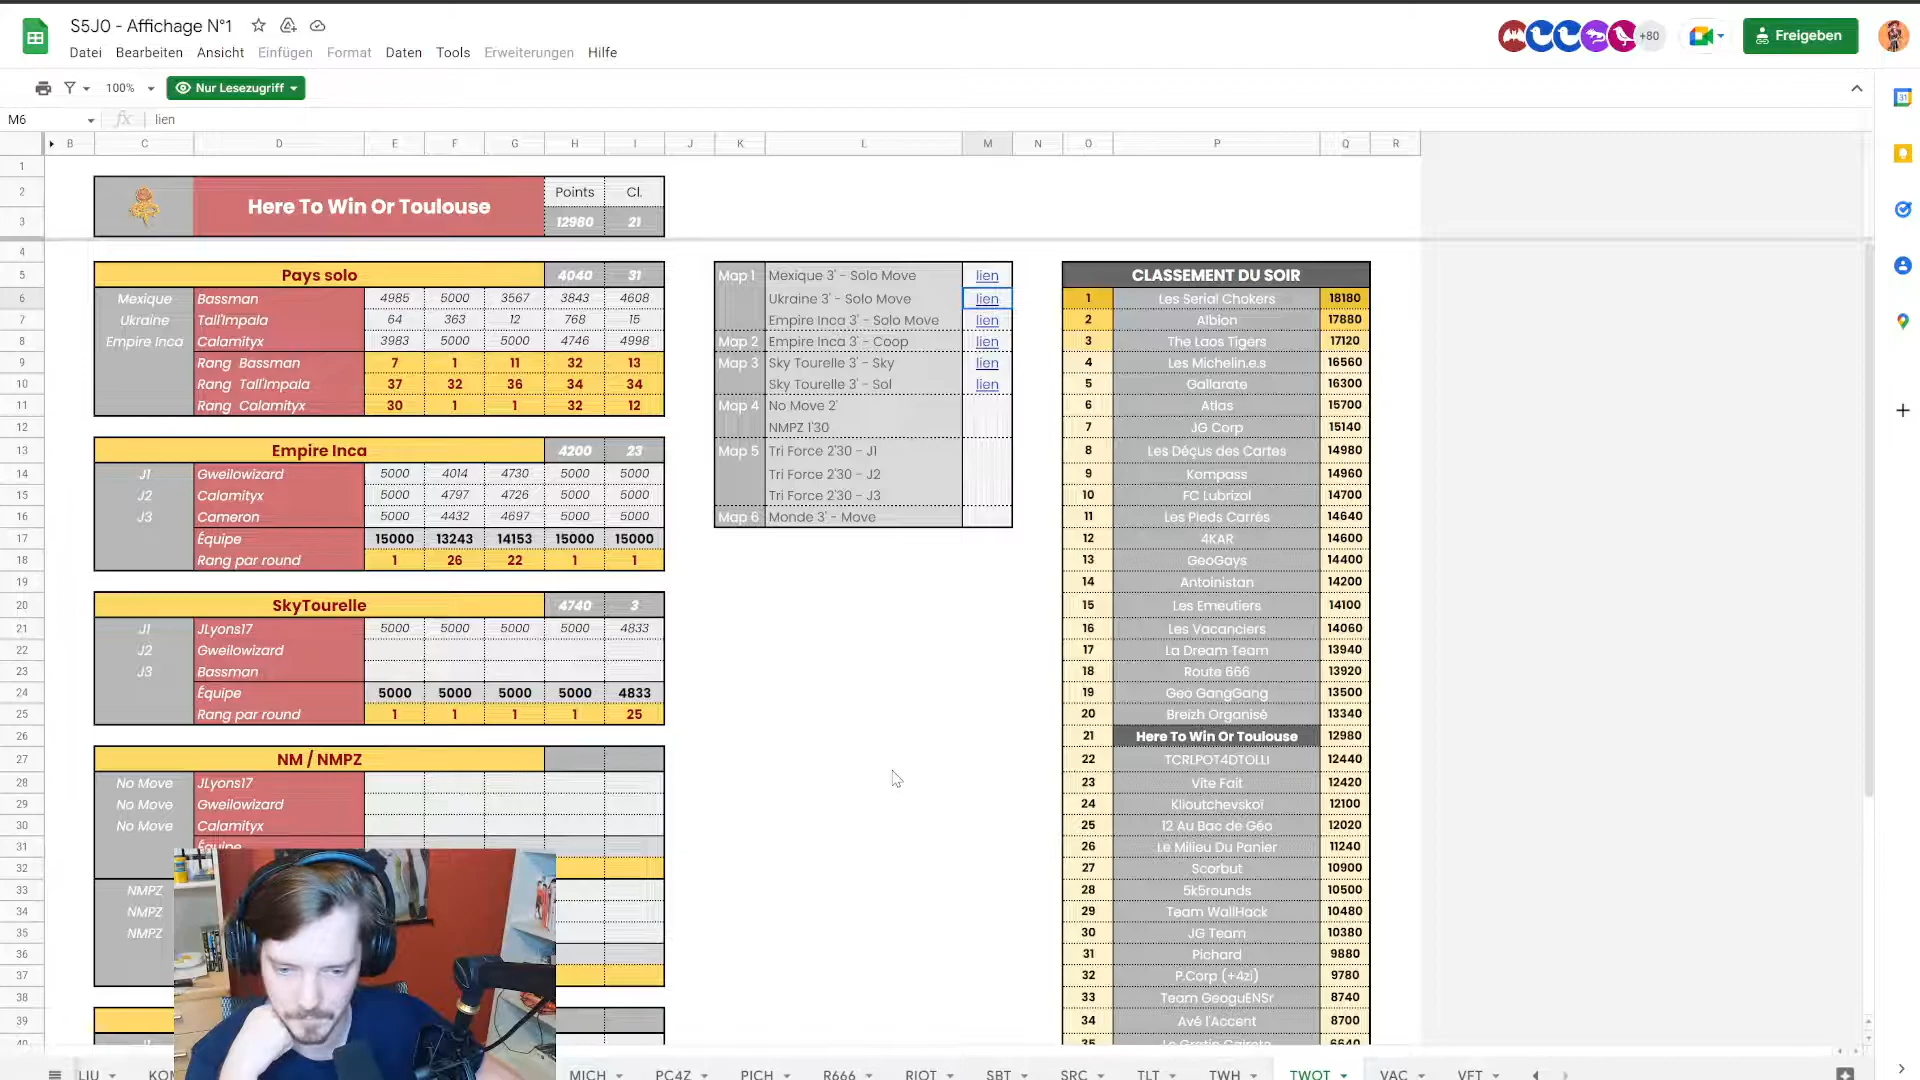 S5J0 - Affichage N°1
+80
Freigeben
Datei Bearbeiten Ansicht Einfügen Format Daten Tools Erweiterungen Hilfe
100% Nur Lesezugriff
M6 fx lien
B C D E F G H I J K L M N O P Q R
1
2 Here To Win Or Toulouse Points Cl.
3 12980 21
4
5 Pays solo 4040 31 Map 1 Mexique 3' - Solo Move lien CLASSEMENT DU SOIR
6 Mexique Bassman 4985 5000 3567 3843 4608 Ukraine 3' - Solo Move lien 1 Les Serial Chokers 18180
7 Ukraine Tall'Impala 64 363 12 768 15 Empire Inca 3' - Solo Move lien 2 Albion 17880
8 Empire Inca Calamityx 3983 5000 5000 4746 4998 Map 2 Empire Inca 3' - Coop lien 3 The Laos Tigers 17120
9 Rang Bassman 7 1 11 32 13 Map 3 Sky Tourelle 3' - Sky lien 4 Les Michelin.e.s 16560
10 Rang Tall'Impala 37 32 36 34 34 Sky Tourelle 3' - Sol lien 5 Gallarate 16300
11 Rang Calamityx 30 1 1 32 12 Map 4 No Move 2' 6 Atlas 15700
12 NMPZ 1'30 7 JG Corp 15140
13 Empire Inca 4200 23 Map 5 Tri Force 2'30 - J1 8 Les Déçus des Cartes 14980
14 J1 Gweilowizard 5000 4014 4730 5000 5000 Tri Force 2'30 - J2 9 Kompass 14960
15 J2 Calamityx 5000 4797 4726 5000 5000 Tri Force 2'30 - J3 10 FC Lubrizol 14700
16 J3 Cameron 5000 4432 4697 5000 5000 Map 6 Monde 3' - Move 11 Les Pieds Carrés 14640
17 Équipe 15000 13243 14153 15000 15000 12 4KAR 14600
18 Rang par round 1 26 22 1 1 13 GeoGays 14400
19 14 Antoinistan 14200
20 SkyTourelle 4740 3 15 Les Emeutiers 14100
21 J1 JLyons17 5000 5000 5000 5000 4833 16 Les Vacanciers 14060
22 J2 Gweilowizard 17 La Dream Team 13940
23 J3 Bassman 18 Route 666 13920
24 Équipe 5000 5000 5000 5000 4833 19 Geo GangGang 13500
25 Rang par round 1 1 1 1 25 20 Breizh Organisé 13340
26 21 Here To Win Or Toulouse 12980
27 NM / NMPZ 22 TCRLPOT4DTOLLI 12440
28 No Move JLyons17 23 Vite Fait 12420
29 No Move Gweilowizard 24 Klioutchevskoï 12100
30 No Move Calamityx 25 12 Au Bac de Géo 12020
31 Équipe 26 Le Milieu Du Panier 11240
32 27 Scorbut 10900
33 NMPZ 28 5k5rounds 10500
34 NMPZ 29 Team WallHack 10480
35 NMPZ 30 JG Team 10380
36 31 Pichard 9880
37 32 P.Corp (+4zi) 9780
38 33 Team GeoguENSr 8740
39 34 Avé l'Accent 8700
40 35 6640
LIU MICH PC4Z PICH R666 RIOT SBT SRC TLT TWH TWOT VAC VFT